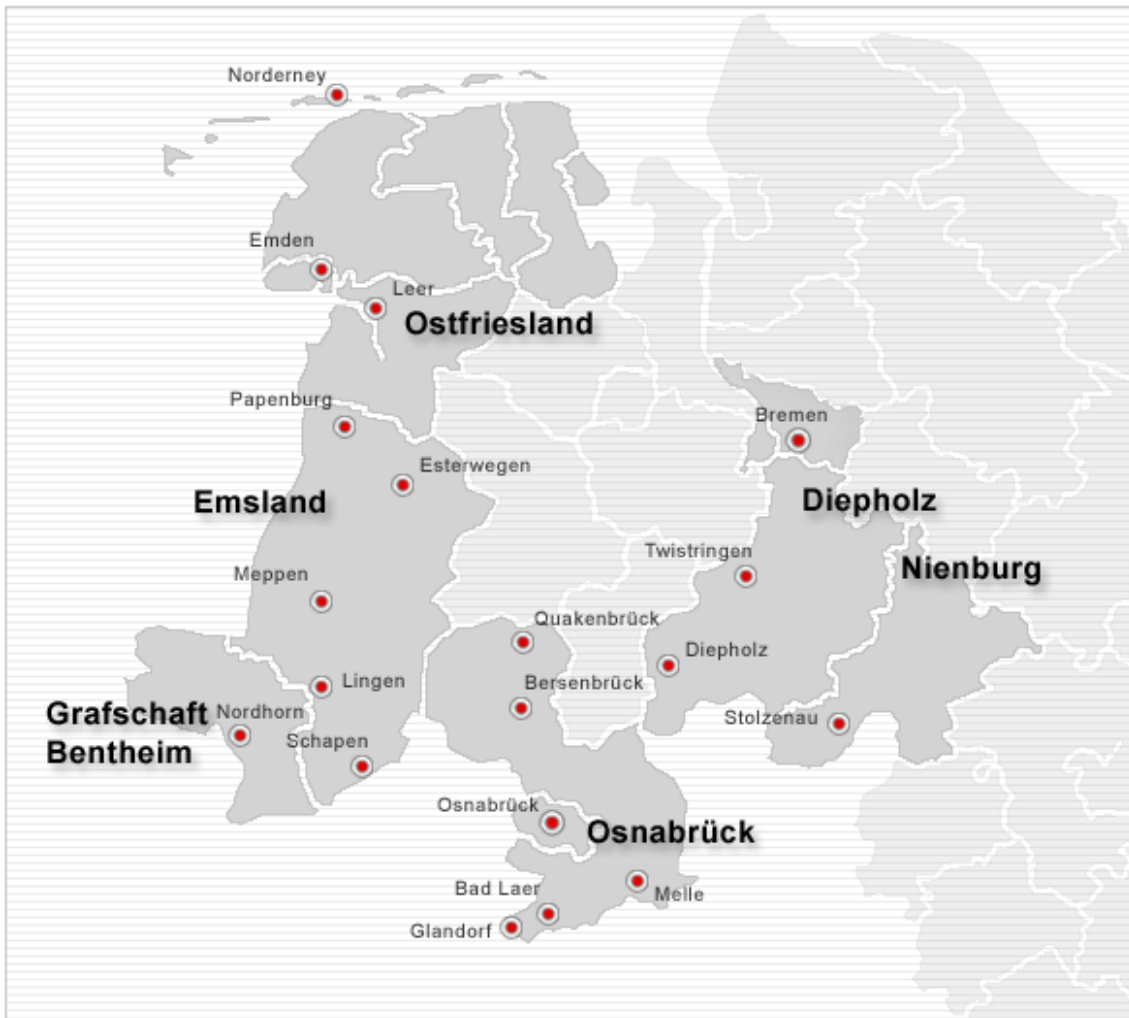 Norderney
Emden
Leer
Ostfriesland
Papenburg
Bremen
Esterwegen
Emsland
Diepholz
Twistringen
Nienburg
Meppen
Quakenbrück
Diepholz
Lingen
Bersenbrück
Grafschaft
Bentheim
Nordhorn
Stolzenau
Schapen
Osnabrück
Osnabrück
Bad Laer
Melle
Glandorf